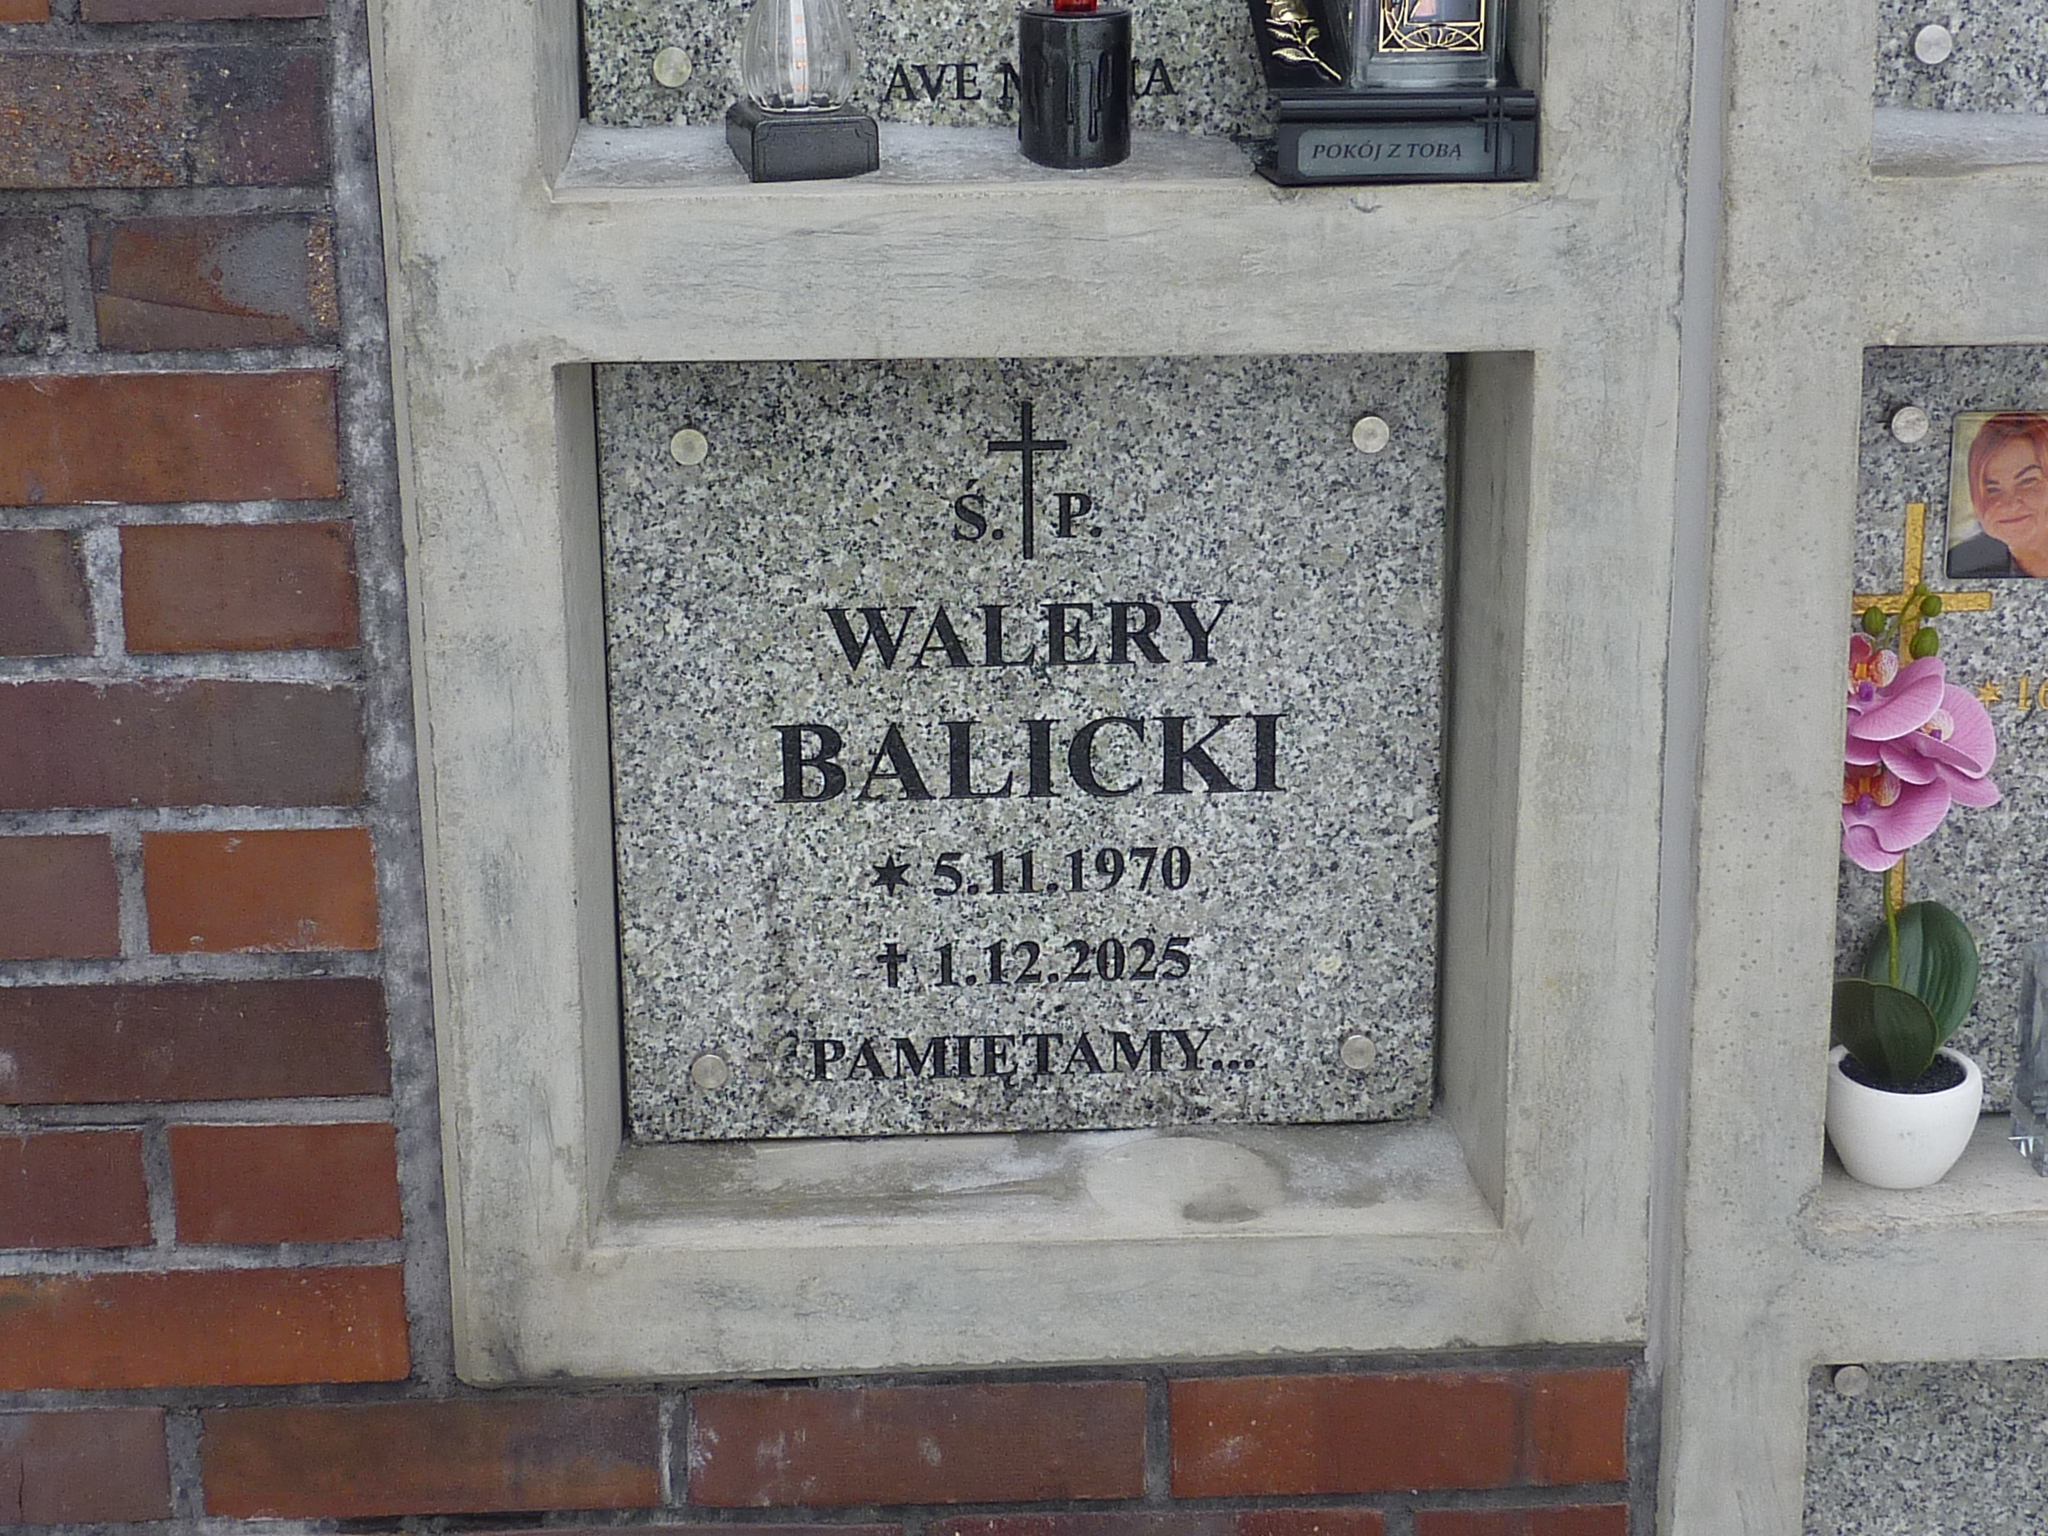 AVE
POKÓJ Z TOBĄ
Ś. P.
WALERY
BALICKI
✶ 5.11.1970
† 1.12.2025
PAMIĘTAMY...